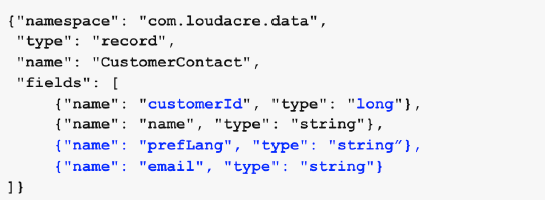 {"namespace": "com.loudacre.data",
"type": "record",
"name": "CustomerContact",
"fields": [
{"name": "customerId", "type": "long"},
{"name": "name", "type": "string"},
{"name": "prefLang", "type": "string”},
{"name": "email", "type": "string"}
]}